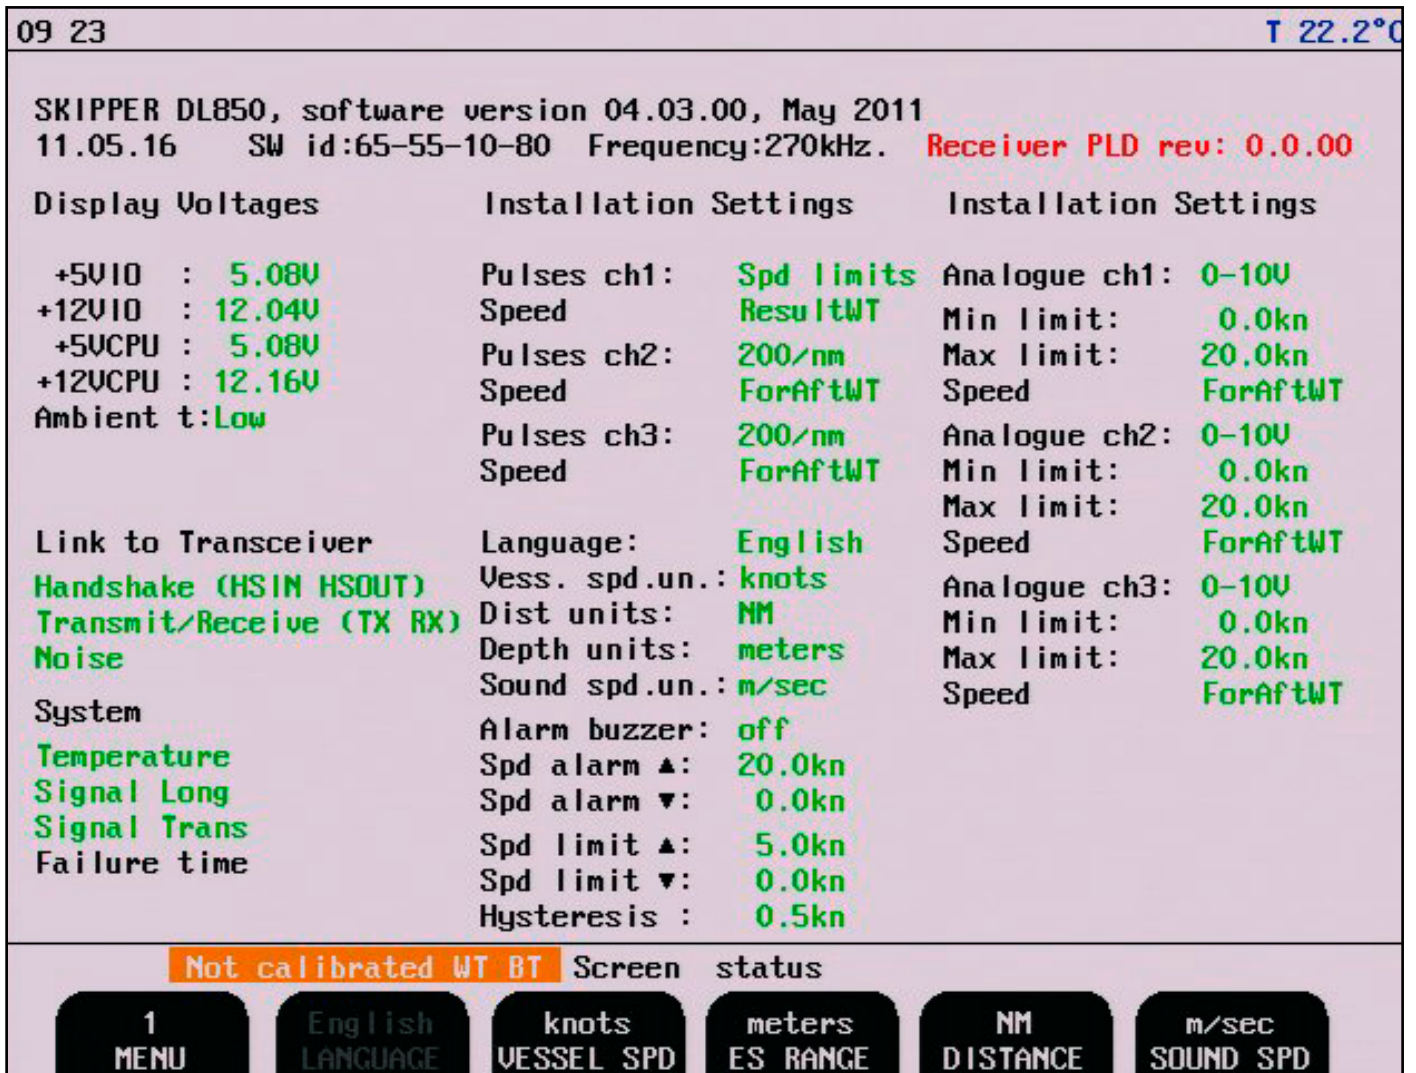 09 23
T 22.2°C
SKIPPER DL850, software version 04.03.00, May 2011
11.05.16 SW id:65-55-10-80 Frequency:270kHz. Receiver PLD rev: 0.0.00
Display Voltages
+5VIO : 5.08V
+12VIO : 12.04V
+5VCPU : 5.08V
+12VCPU : 12.16V
Ambient t:Low
Link to Transceiver
Handshake (HSIN HSOUT)
Transmit/Receive (TX RX)
Noise
System
Temperature
Signal Long
Signal Trans
Failure time
Installation Settings
Pulses ch1: Spd limits
Speed ResultWT
Pulses ch2: 200/nm
Speed ForAftWT
Pulses ch3: 200/nm
Speed ForAftWT
Language: English
Vess. spd.un.: knots
Dist units: NM
Depth units: meters
Sound spd.un.: m/sec
Alarm buzzer: off
Spd alarm ▲: 20.0kn
Spd alarm ▼: 0.0kn
Spd limit ▲: 5.0kn
Spd limit ▼: 0.0kn
Hysteresis : 0.5kn
Installation Settings
Analogue ch1: 0-10V
Min limit: 0.0kn
Max limit: 20.0kn
Speed ForAftWT
Analogue ch2: 0-10V
Min limit: 0.0kn
Max limit: 20.0kn
Speed ForAftWT
Analogue ch3: 0-10V
Min limit: 0.0kn
Max limit: 20.0kn
Speed ForAftWT
Not calibrated WT BT Screen status
1
MENU
English
LANGUAGE
knots
VESSEL SPD
meters
ES RANGE
NM
DISTANCE
m/sec
SOUND SPD